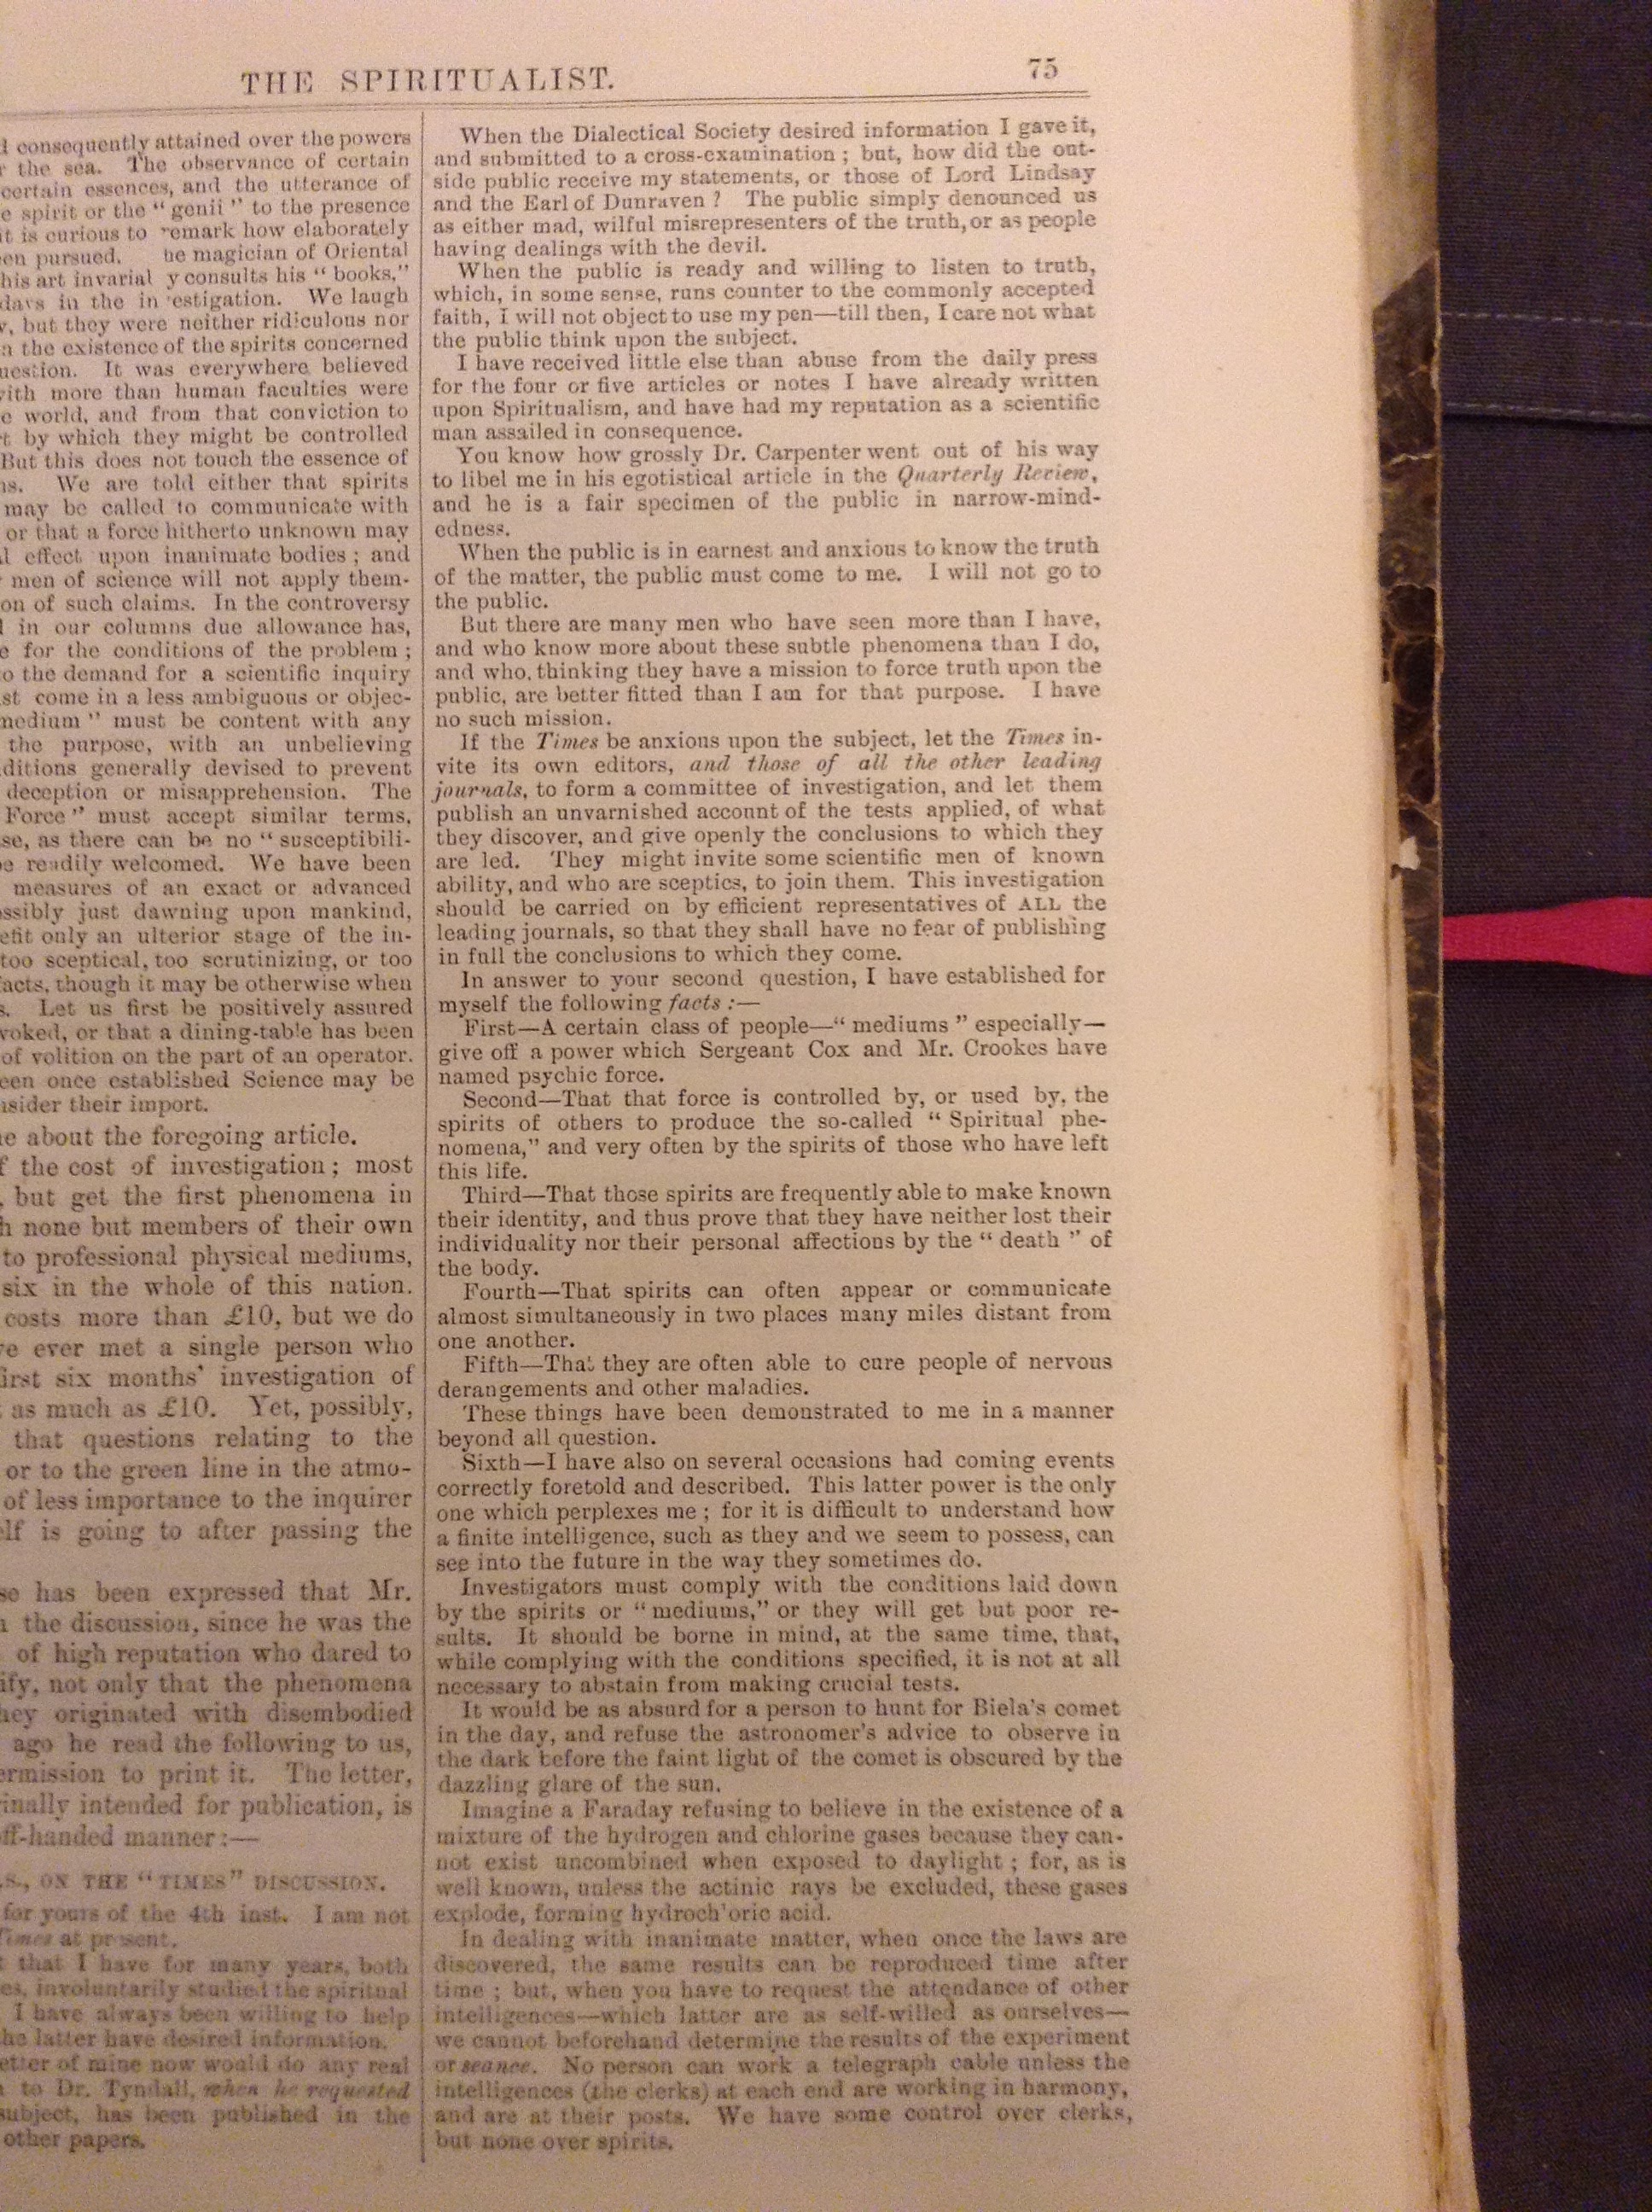 THE SPIRITUALIST.
75
consequently attained over the powers
the sea. The observance of certain
certain essences, and the utterance of
e spirit or the "genii" to the presence
it is curious to remark how elaborately
en pursued. he magician of Oriental
his art invarial y consults his "books,"
days in the in estigation. We laugh
, but they were neither ridiculous nor
the existence of the spirits concerned
uestion. It was everywhere believed
with more than human faculties were
e world, and from that conviction to
t by which they might be controlled
But this does not touch the essence of
ns. We are told either that spirits
may be called to communicate with
or that a force hitherto unknown may
l effect upon inanimate bodies; and
men of science will not apply them-
on of such claims. In the controversy
in our columns due allowance has,
e for the conditions of the problem;
o the demand for a scientific inquiry
st come in a less ambiguous or objec-
medium" must be content with any
the purpose, with an unbelieving
ditions generally devised to prevent
deception or misapprehension. The
Force" must accept similar terms,
se, as there can be no "susceptibili-
be readily welcomed. We have been
measures of an exact or advanced
ossibly just dawning upon mankind,
efit only an ulterior stage of the in-
too sceptical, too scrutinizing, or too
facts, though it may be otherwise when
s. Let us first be positively assured
voked, or that a dining-table has been
of volition on the part of an operator.
een once established Science may be
nsider their import.
ne about the foregoing article.
f the cost of investigation; most
, but get the first phenomena in
h none but members of their own
to professional physical mediums,
six in the whole of this nation.
costs more than £10, but we do
ve ever met a single person who
first six months' investigation of
as much as £10. Yet, possibly,
that questions relating to the
or to the green line in the atmo-
of less importance to the inquirer
elf is going to after passing the
se has been expressed that Mr.
n the discussion, since he was the
of high reputation who dared to
ify, not only that the phenomena
hey originated with disembodied
ago he read the following to us,
ermission to print it. The letter,
inally intended for publication, is
off-handed manner:—
.S., ON THE "TIMES" DISCUSSION.
for yours of the 4th inst. I am not
Times at present.
that I have for many years, both
es, involuntarily studied the spiritual
I have always been willing to help
he latter have desired information.
etter of mine now would do any real
to Dr. Tyndall, when he requested
subject, has been published in the
other papers.
When the Dialectical Society desired information I gave it,
and submitted to a cross-examination; but, how did the out-
side public receive my statements, or those of Lord Lindsay
and the Earl of Dunraven? The public simply denounced us
as either mad, wilful misrepresenters of the truth, or as people
having dealings with the devil.
When the public is ready and willing to listen to truth,
which, in some sense, runs counter to the commonly accepted
faith, I will not object to use my pen—till then, I care not what
the public think upon the subject.
I have received little else than abuse from the daily press
for the four or five articles or notes I have already written
upon Spiritualism, and have had my reputation as a scientific
man assailed in consequence.
You know how grossly Dr. Carpenter went out of his way
to libel me in his egotistical article in the Quarterly Review,
and he is a fair specimen of the public in narrow-mind-
edness.
When the public is in earnest and anxious to know the truth
of the matter, the public must come to me. I will not go to
the public.
But there are many men who have seen more than I have,
and who know more about these subtle phenomena than I do,
and who, thinking they have a mission to force truth upon the
public, are better fitted than I am for that purpose. I have
no such mission.
If the Times be anxious upon the subject, let the Times in-
vite its own editors, and those of all the other leading
journals, to form a committee of investigation, and let them
publish an unvarnished account of the tests applied, of what
they discover, and give openly the conclusions to which they
are led. They might invite some scientific men of known
ability, and who are sceptics, to join them. This investigation
should be carried on by efficient representatives of ALL the
leading journals, so that they shall have no fear of publishing
in full the conclusions to which they come.
In answer to your second question, I have established for
myself the following facts:—
First—A certain class of people—"mediums" especially—
give off a power which Sergeant Cox and Mr. Crookes have
named psychic force.
Second—That that force is controlled by, or used by, the
spirits of others to produce the so-called "Spiritual phe-
nomena," and very often by the spirits of those who have left
this life.
Third—That those spirits are frequently able to make known
their identity, and thus prove that they have neither lost their
individuality nor their personal affections by the "death" of
the body.
Fourth—That spirits can often appear or communicate
almost simultaneously in two places many miles distant from
one another.
Fifth—That they are often able to cure people of nervous
derangements and other maladies.
These things have been demonstrated to me in a manner
beyond all question.
Sixth—I have also on several occasions had coming events
correctly foretold and described. This latter power is the only
one which perplexes me; for it is difficult to understand how
a finite intelligence, such as they and we seem to possess, can
see into the future in the way they sometimes do.
Investigators must comply with the conditions laid down
by the spirits or "mediums," or they will get but poor re-
sults. It should be borne in mind, at the same time, that,
while complying with the conditions specified, it is not at all
necessary to abstain from making crucial tests.
It would be as absurd for a person to hunt for Biela's comet
in the day, and refuse the astronomer's advice to observe in
the dark before the faint light of the comet is obscured by the
dazzling glare of the sun.
Imagine a Faraday refusing to believe in the existence of a
mixture of the hydrogen and chlorine gases because they can-
not exist uncombined when exposed to daylight; for, as is
well known, unless the actinic rays be excluded, these gases
explode, forming hydroch'oric acid.
In dealing with inanimate matter, when once the laws are
discovered, the same results can be reproduced time after
time; but, when you have to request the attendance of other
intelligences—which latter are as self-willed as ourselves—
we cannot beforehand determine the results of the experiment
or seance. No person can work a telegraph cable unless the
intelligences (the clerks) at each end are working in harmony,
and are at their posts. We have some control over clerks,
but none over spirits.